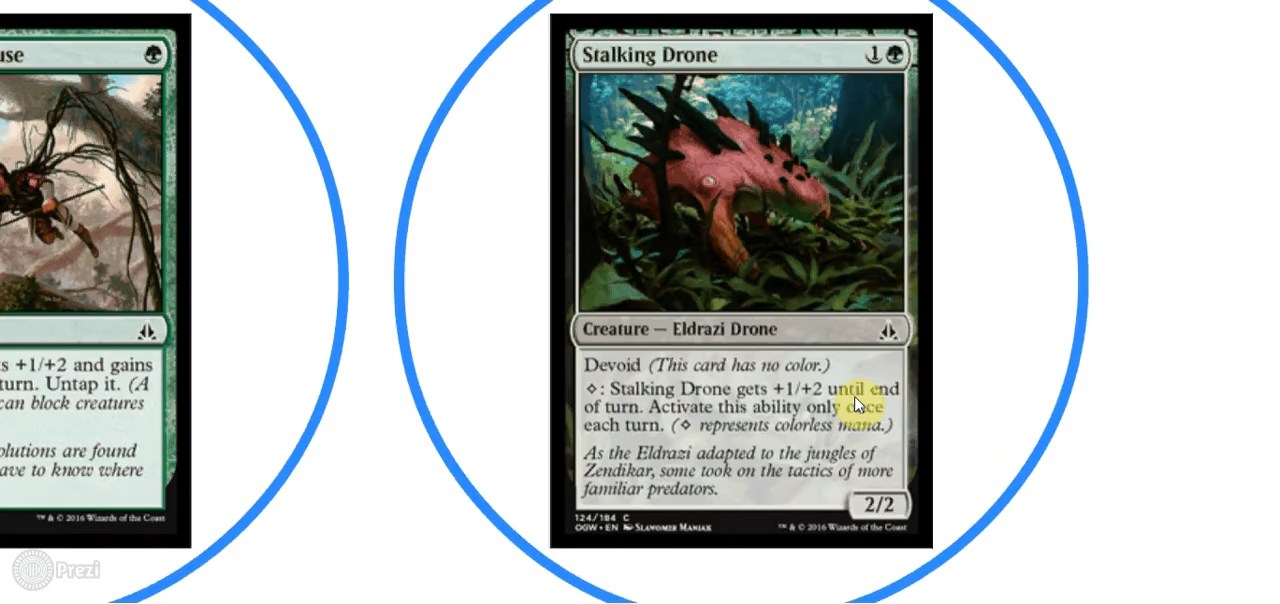 use
s +1/+2 and gains
turn. Untap it. (A
can block creatures
olutions are found
ave to know where
™ & © 2016 Wizards of the Coast
Stalking Drone 1
Creature — Eldrazi Drone
Devoid (This card has no color.)
◇: Stalking Drone gets +1/+2 until end
of turn. Activate this ability only once
each turn. (◇ represents colorless mana.)
As the Eldrazi adapted to the jungles of
Zendikar, some took on the tactics of more
familiar predators.
2/2
124/184 C
OGW • EN Slawomir Maniak
™ & © 2016 Wizards of the Coast
Prezi